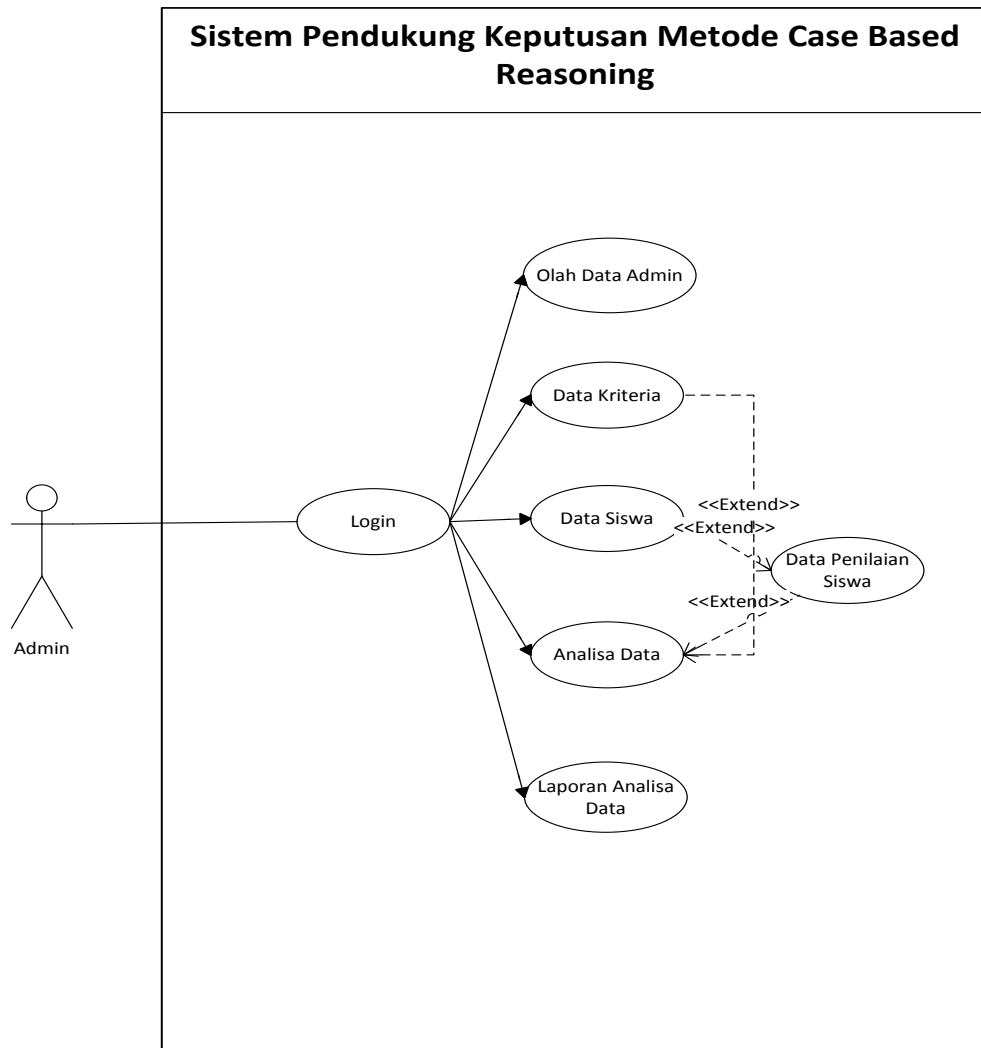 Sistem Pendukung Keputusan Metode Case Based
Reasoning
Olah Data Admin
Data Kriteria
<<Extend>>
Login
Data Siswa
<<Extend>>
Data Penilaian
Siswa
<<Extend>>
Admin
Analisa Data
Laporan Analisa
Data